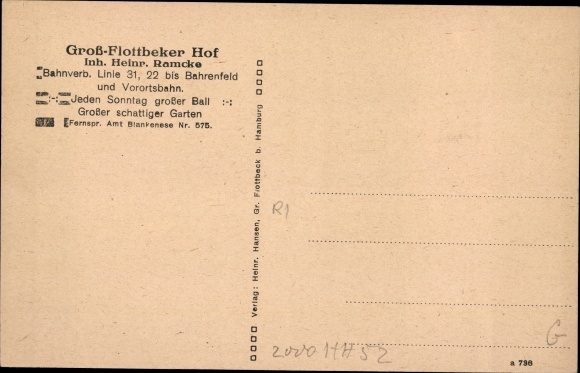 Groß-Flottbeker Hof
Inh. Heinr. Ramcke
Bahnverb. Linie 31, 22 bis Bahrenfeld
und Vorortsbahn.
Jeden Sonntag großer Ball :-:
Großer schattiger Garten
Fernspr. Amt Blankenese Nr. 575.
Verlag: Heinr. Hansen, Gr. Flottbeck b. Hamburg
R1
2000 HH 52
G
a 736